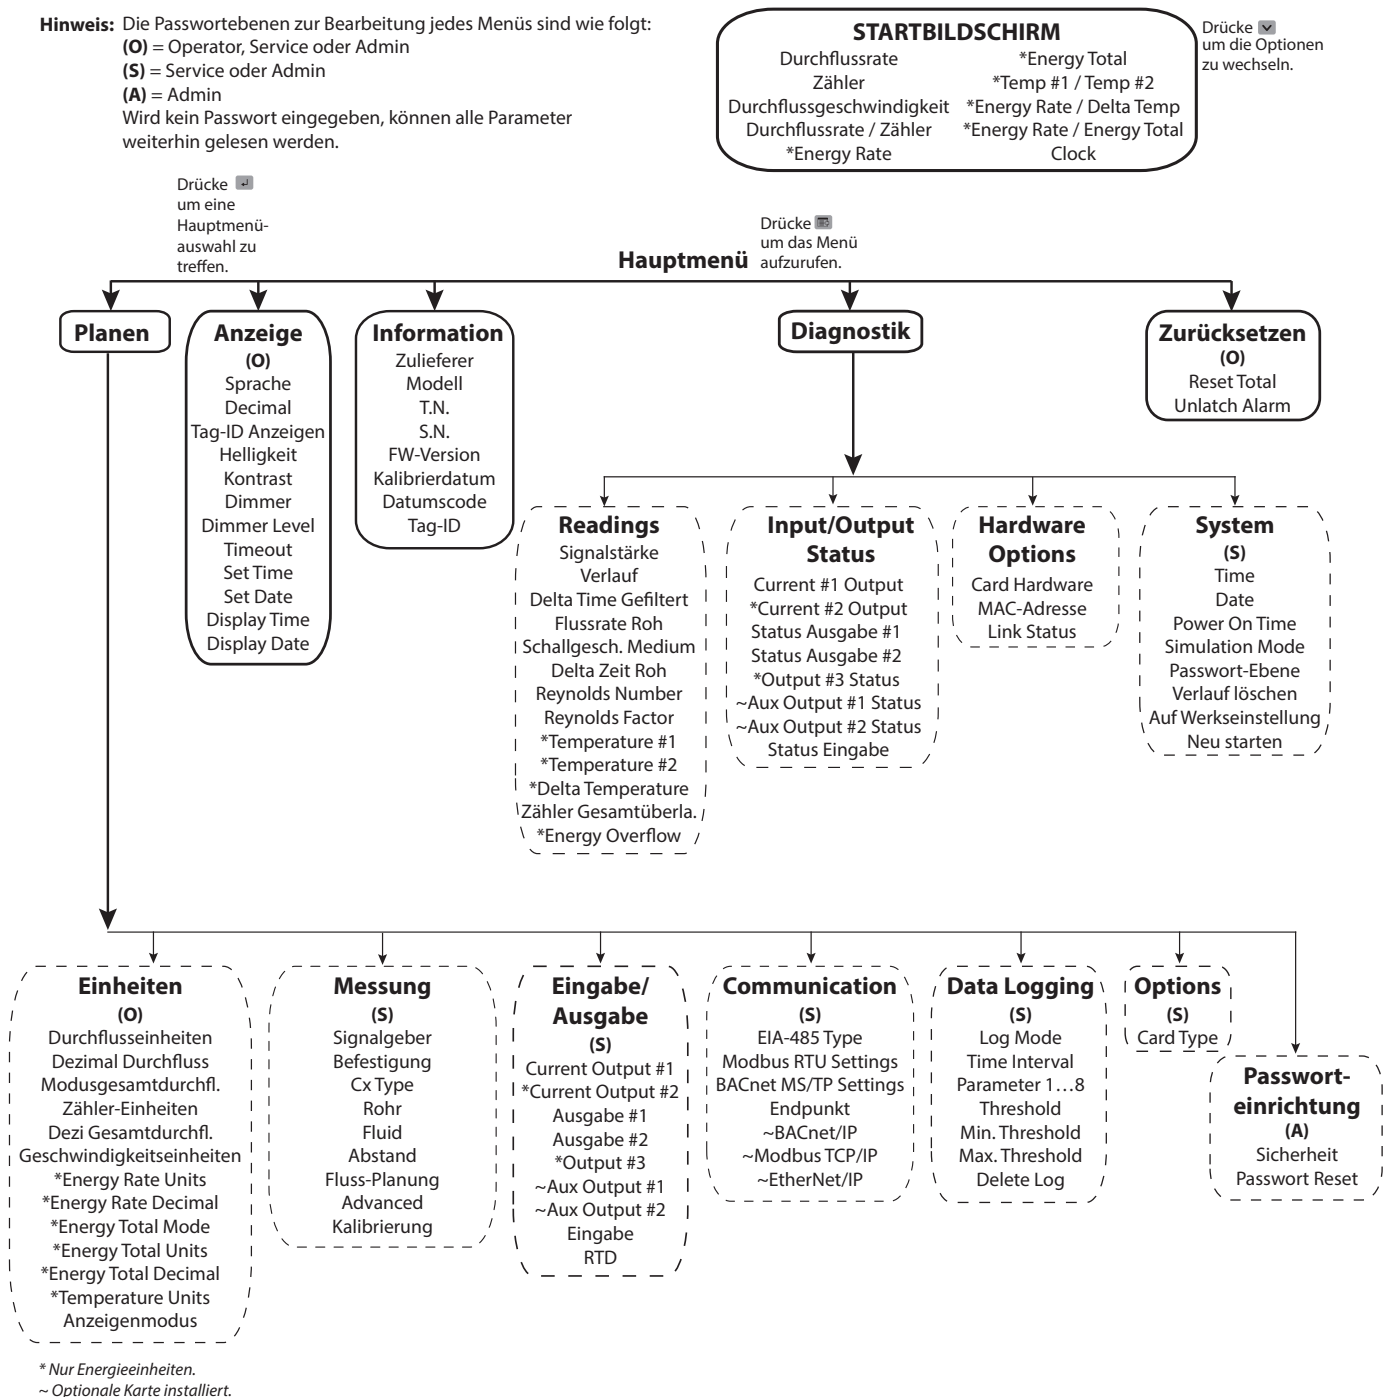 Hinweis: Die Passwortebenen zur Bearbeitung jedes Menüs sind wie folgt:
(O) = Operator, Service oder Admin
(S) = Service oder Admin
(A) = Admin
Wird kein Passwort eingegeben, können alle Parameter
weiterhin gelesen werden.
STARTBILDSCHIRM
Durchflussrate
Zähler
Durchflussgeschwindigkeit
Durchflussrate / Zähler
*Energy Rate
*Energy Total
*Temp #1 / Temp #2
*Energy Rate / Delta Temp
*Energy Rate / Energy Total
Clock
Drücke
um die Optionen
zu wechseln.
Drücke
um eine
Hauptmenü-
auswahl zu
treffen.
Hauptmenü
Drücke
um das Menü
aufzurufen.
Planen
Anzeige
(O)
Sprache
Decimal
Tag-ID Anzeigen
Helligkeit
Kontrast
Dimmer
Dimmer Level
Timeout
Set Time
Set Date
Display Time
Display Date
Information
Zulieferer
Modell
T.N.
S.N.
FW-Version
Kalibrierdatum
Datumscode
Tag-ID
Diagnostik
Zurücksetzen
(O)
Reset Total
Unlatch Alarm
Readings
Signalstärke
Verlauf
Delta Time Gefiltert
Flussrate Roh
Schallgesch. Medium
Delta Zeit Roh
Reynolds Number
Reynolds Factor
*Temperature #1
*Temperature #2
*Delta Temperature
Zähler Gesamtüberla.
*Energy Overflow
Input/Output
Status
Current #1 Output
*Current #2 Output
Status Ausgabe #1
Status Ausgabe #2
*Output #3 Status
~Aux Output #1 Status
~Aux Output #2 Status
Status Eingabe
Hardware
Options
Card Hardware
MAC-Adresse
Link Status
System
(S)
Time
Date
Power On Time
Simulation Mode
Passwort-Ebene
Verlauf löschen
Auf Werkseinstellung
Neu starten
Einheiten
(O)
Durchflusseinheiten
Dezimal Durchfluss
Modusgesamtdurchfl.
Zähler-Einheiten
Dezi Gesamtdurchfl.
Geschwindigkeitseinheiten
*Energy Rate Units
*Energy Rate Decimal
*Energy Total Mode
*Energy Total Units
*Energy Total Decimal
*Temperature Units
Anzeigenmodus
Messung
(S)
Signalgeber
Befestigung
Cx Type
Rohr
Fluid
Abstand
Fluss-Planung
Advanced
Kalibrierung
Eingabe/
Ausgabe
(S)
Current Output #1
*Current Output #2
Ausgabe #1
Ausgabe #2
*Output #3
~Aux Output #1
~Aux Output #2
Eingabe
RTD
Communication
(S)
EIA-485 Type
Modbus RTU Settings
BACnet MS/TP Settings
Endpunkt
~BACnet/IP
~Modbus TCP/IP
~EtherNet/IP
Data Logging
(S)
Log Mode
Time Interval
Parameter 1…8
Threshold
Min. Threshold
Max. Threshold
Delete Log
Options
(S)
Card Type
Passwort-
einrichtung
(A)
Sicherheit
Passwort Reset
* Nur Energieeinheiten.
~ Optionale Karte installiert.